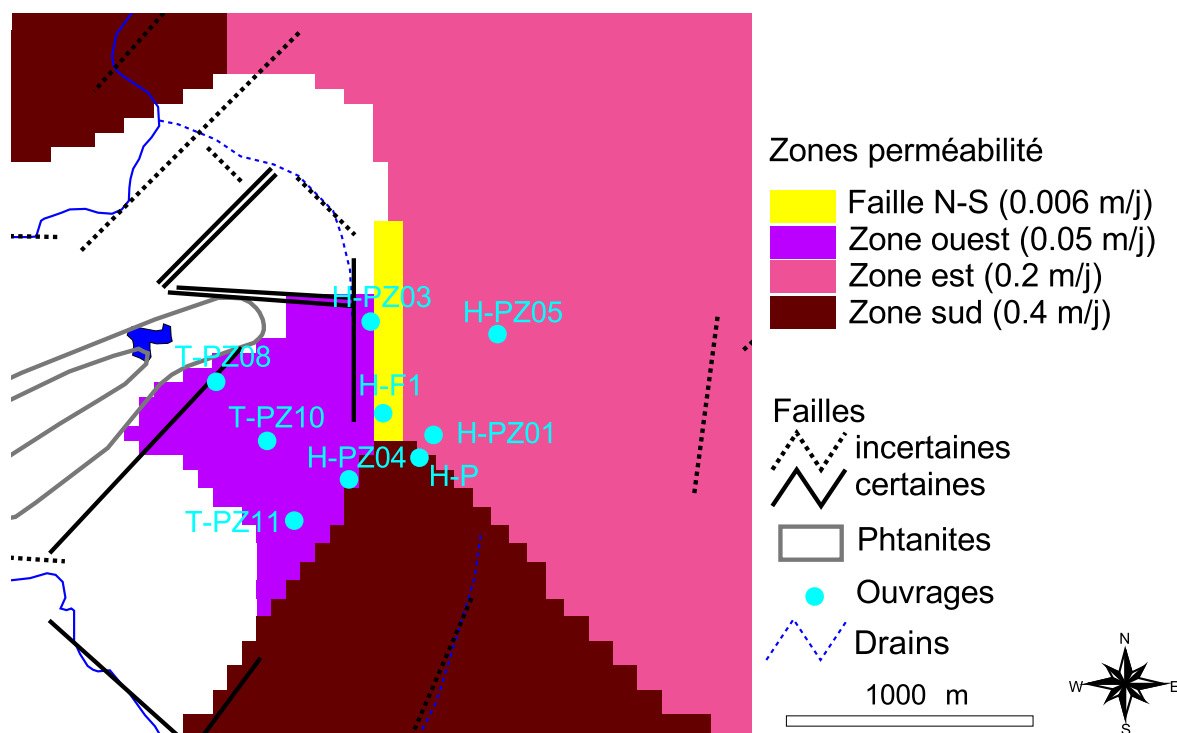 Zones perméabilité
Faille N-S (0.006 m/j)
Zone ouest (0.05 m/j)
Zone est (0.2 m/j)
Zone sud (0.4 m/j)
H-PZ03
H-PZ05
T-PZ08
H-F1
T-PZ10
H-PZ01
H-PZ04
H-P
T-PZ11
Failles
incertaines
certaines
Phtanites
Ouvrages
Drains
1000 m
N
W
E
S